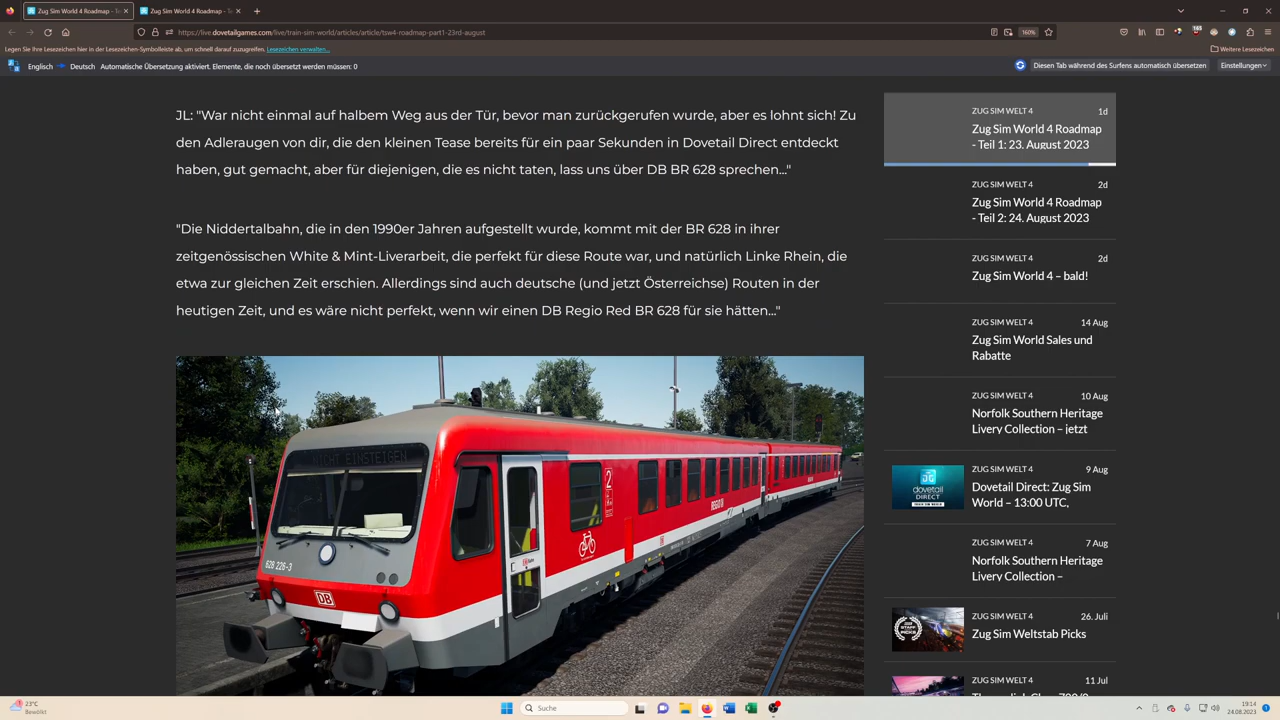 Zug Sim World 4 Roadmap - Te
Zug Sim World 4 Roadmap - Te
https://live.dovetailgames.com/live/train-sim-world/articles/article/tsw4-roadmap-part1-23rd-august
160%
Legen Sie Ihre Lesezeichen hier in der Lesezeichen-Symbolleiste ab, um schnell darauf zuzugreifen. Lesezeichen verwalten...
Weitere Lesezeichen
Englisch Deutsch Automatische Übersetzung aktiviert. Elemente, die noch übersetzt werden müssen: 0
Diesen Tab während des Surfens automatisch übersetzen
Einstellungen
JL: "War nicht einmal auf halbem Weg aus der Tür, bevor man zurückgerufen wurde, aber es lohnt sich! Zu
den Adleraugen von dir, die den kleinen Tease bereits für ein paar Sekunden in Dovetail Direct entdeckt
haben, gut gemacht, aber für diejenigen, die es nicht taten, lass uns über DB BR 628 sprechen..."
"Die Niddertalbahn, die in den 1990er Jahren aufgestellt wurde, kommt mit der BR 628 in ihrer
zeitgenössischen White & Mint-Liverarbeit, die perfekt für diese Route war, und natürlich Linke Rhein, die
etwa zur gleichen Zeit erschien. Allerdings sind auch deutsche (und jetzt Österreichse) Routen in der
heutigen Zeit, und es wäre nicht perfekt, wenn wir einen DB Regio Red BR 628 für sie hätten..."
NICHT EINSTEIGEN
2
REGIO
628 226-3
DB
ZUG SIM WELT 4
1d
Zug Sim World 4 Roadmap
- Teil 1: 23. August 2023
ZUG SIM WELT 4
2d
Zug Sim World 4 Roadmap
- Teil 2: 24. August 2023
ZUG SIM WELT 4
2d
Zug Sim World 4 – bald!
ZUG SIM WELT 4
14 Aug
Zug Sim World Sales und
Rabatte
ZUG SIM WELT 4
10 Aug
Norfolk Southern Heritage
Livery Collection – jetzt
dovetail
DIRECT
ZUG SIM WELT 4
9 Aug
Dovetail Direct: Zug Sim
World – 13:00 UTC,
ZUG SIM WELT 4
7 Aug
Norfolk Southern Heritage
Livery Collection –
STAFF
PICKS
ZUG SIM WELT 4
26. Juli
Zug Sim Weltstab Picks
ZUG SIM WELT 4
11 Jul
23°C
Bewölkt
Suche
19:14
24.08.2023